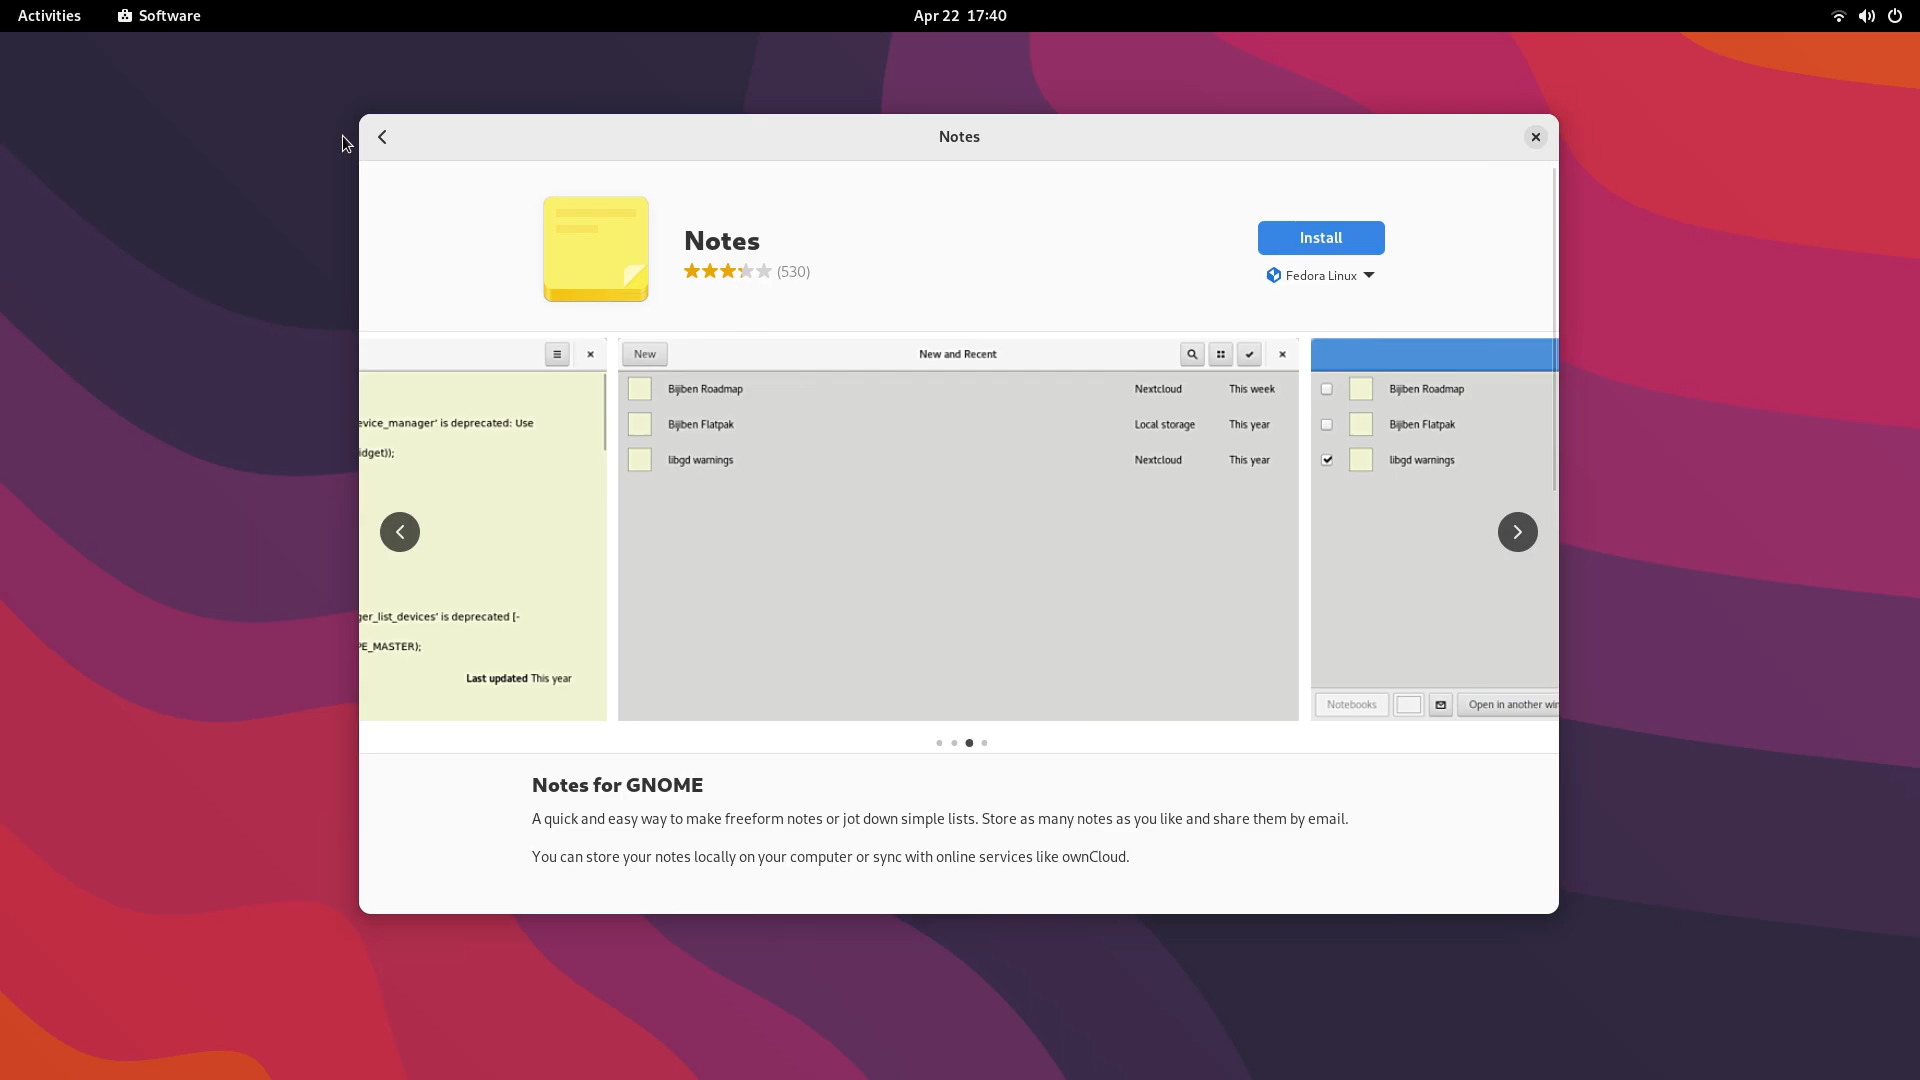 Activities
Software
Apr 22 17:40
Notes
Notes
(530)
Install
Fedora Linux
evice_manager' is deprecated: Use
idget));
ger_list_devices' is deprecated [-
PE_MASTER);
Last updated This year
New
New and Recent
Bijiben Roadmap Nextcloud This week
Bijiben Flatpak Local storage This year
libgd warnings Nextcloud This year
Bijiben Roadmap
Bijiben Flatpak
libgd warnings
Notebooks
Open in another win
Notes for GNOME
A quick and easy way to make freeform notes or jot down simple lists. Store as many notes as you like and share them by email.
You can store your notes locally on your computer or sync with online services like ownCloud.